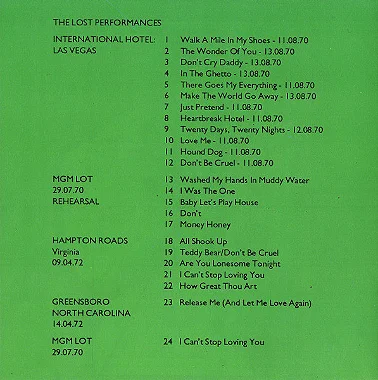 THE LOST PERFORMANCES
INTERNATIONAL HOTEL: 1 Walk A Mile In My Shoes - 11.08.70
LAS VEGAS 2 The Wonder Of You - 13.08.70
3 Don't Cry Daddy - 13.08.70
4 In The Ghetto - 13.08.70
5 There Goes My Everything - 11.08.70
6 Make The World Go Away - 13.08.70
7 Just Pretend - 11.08.70
8 Heartbreak Hotel - 11.08.70
9 Twenty Days, Twenty Nights - 12.08.70
10 Love Me - 11.08.70
11 Hound Dog - 11.08.70
12 Don't Be Cruel - 11.08.70
MGM LOT 13 Washed My Hands In Muddy Water
29.07.70 14 I Was The One
REHEARSAL 15 Baby Let's Play House
16 Don't
17 Money Honey
HAMPTON ROADS 18 All Shook Up
Virginia 19 Teddy Bear/Don't Be Cruel
09.04.72 20 Are You Lonesome Tonight
21 I Can't Stop Loving You
22 How Great Thou Art
GREENSBORO 23 Release Me (And Let Me Love Again)
NORTH CAROLINA
14.04.72
MGM LOT 24 I Can't Stop Loving You
29.07.70